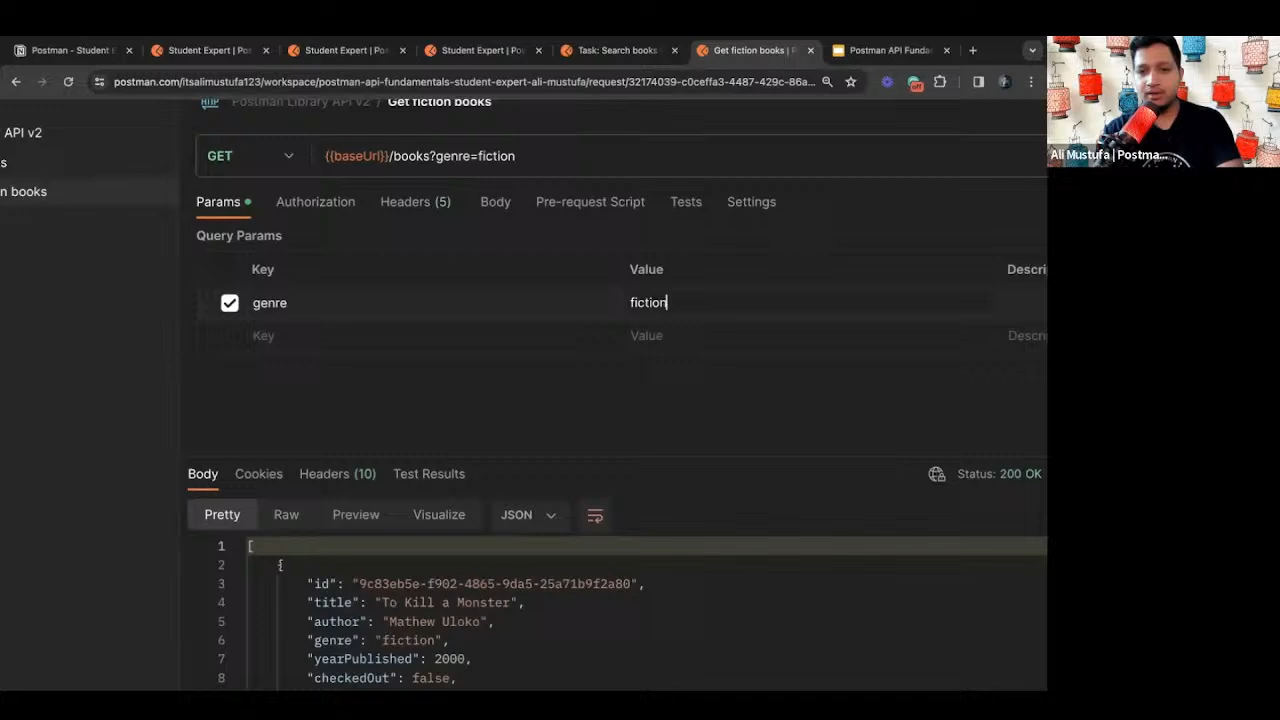 Postman - Student E
Student Expert | Pos
Student Expert | Pos
Student Expert | Pos
Task: Search books
Get fiction books | P
Postman API Funda
postman.com/itsalimustufa123/workspace/postman-api-fundamentals-student-expert-ali-mustufa/request/32174039-c0ceffa3-4487-429c-86a...
off
Ali Mustufa | Postma...
HTTP Postman Library API v2 / Get fiction books
API v2
s
n books
GET {{baseUrl}}/books?genre=fiction
Params Authorization Headers (5) Body Pre-request Script Tests Settings
Query Params
Key Value Descri
genre fiction
Key Value Descri
Body Cookies Headers (10) Test Results Status: 200 OK
Pretty Raw Preview Visualize JSON
1 [
2 {
3 "id": "9c83eb5e-f902-4865-9da5-25a71b9f2a80",
4 "title": "To Kill a Monster",
5 "author": "Mathew Uloko",
6 "genre": "fiction",
7 "yearPublished": 2000,
8 "checkedOut": false,